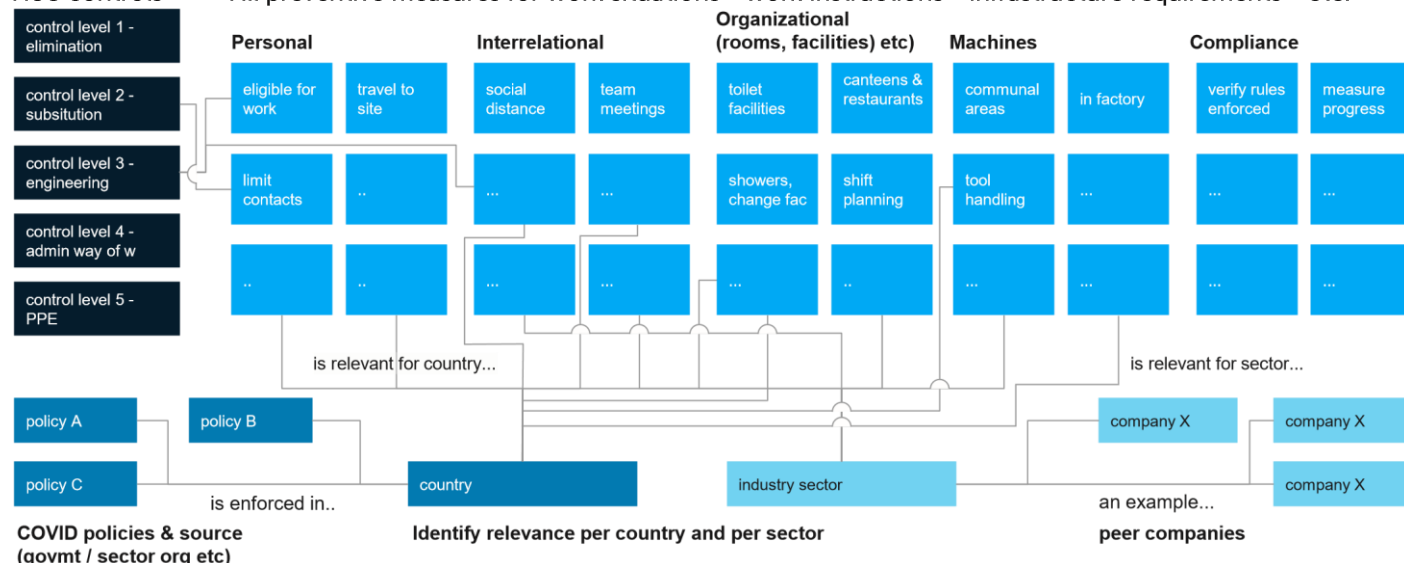 control level 1 -
elimination
control level 2 -
subsitution
control level 3 -
engineering
control level 4 -
admin way of w
control level 5 -
PPE
Personal
Interrelational
Organizational
(rooms, facilities) etc)
Machines
Compliance
eligible for
work
travel to
site
social
distance
team
meetings
toilet
facilities
canteens &
restaurants
communal
areas
in factory
verify rules
enforced
measure
progress
limit
contacts
..
...
...
showers,
change fac
shift
planning
tool
handling
...
...
...
..
..
...
...
...
..
...
...
...
...
is relevant for country...
is relevant for sector...
policy A
policy B
policy C
is enforced in..
country
industry sector
company X
company X
company X
an example...
COVID policies & source
(govmt / sector org etc)
Identify relevance per country and per sector
peer companies